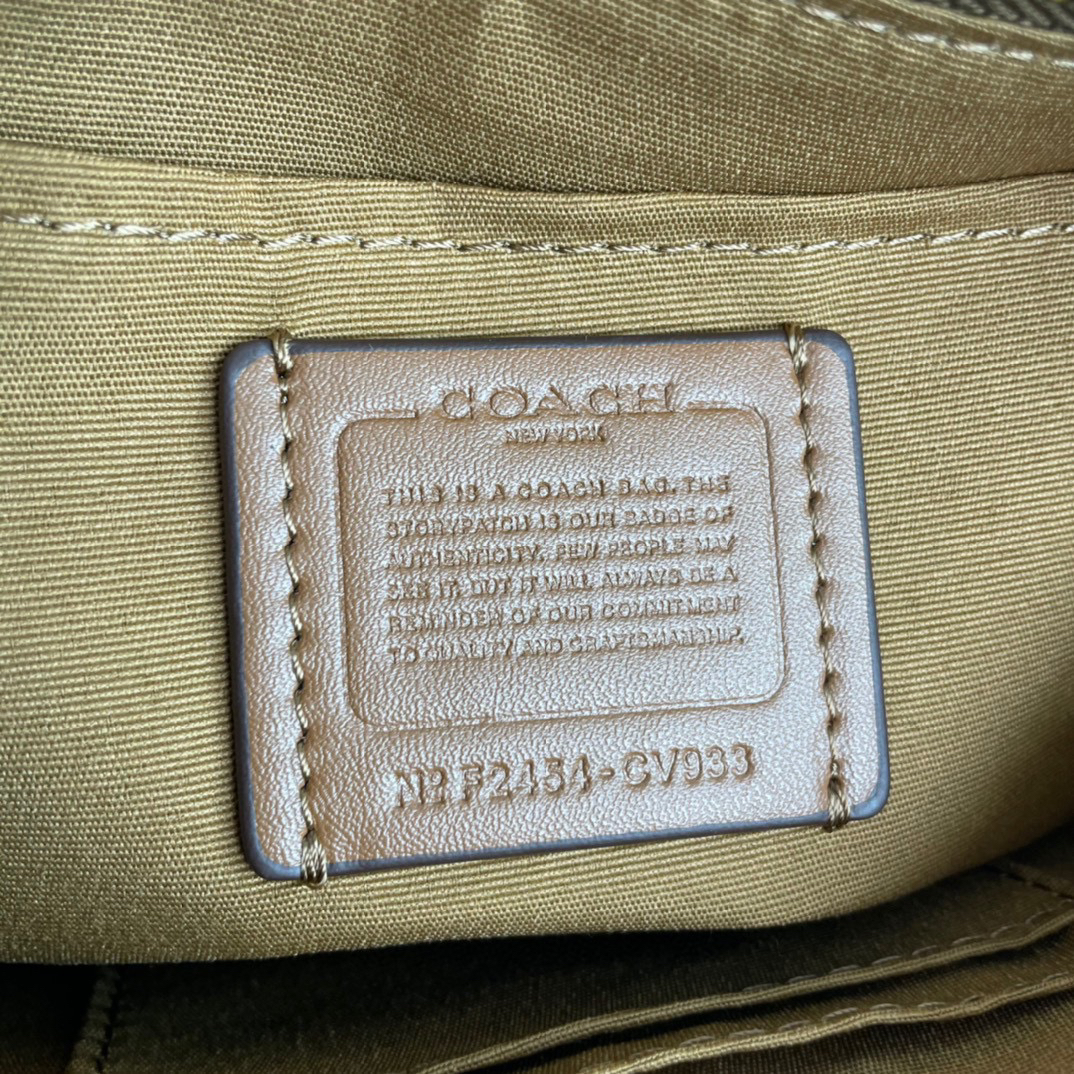 COACH
NEW YORK
THIS IS A COACH BAG. THE
STORYPATCH IS OUR BADGE OF
AUTHENTICITY. FEW PEOPLE MAY
SEE IT, BUT IT WILL ALWAYS BE A
REMINDER OF OUR COMMITMENT
TO QUALITY AND CRAFTSMANSHIP.
Nº F2454-CV933